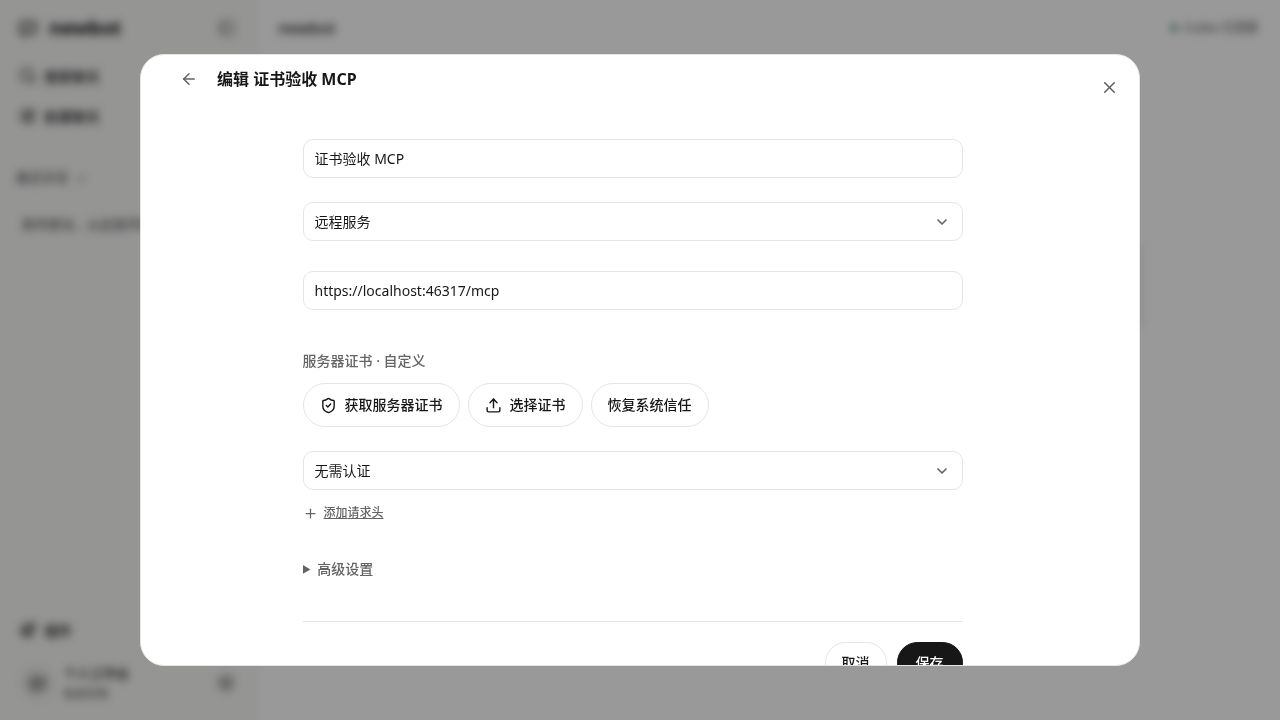 newbot
newbot
编辑 证书验收 MCP
证书验收 MCP
远程服务
https://localhost:46317/mcp
服务器证书 · 自定义
获取服务器证书
选择证书
恢复系统信任
无需认证
添加请求头
高级设置
取消
保存